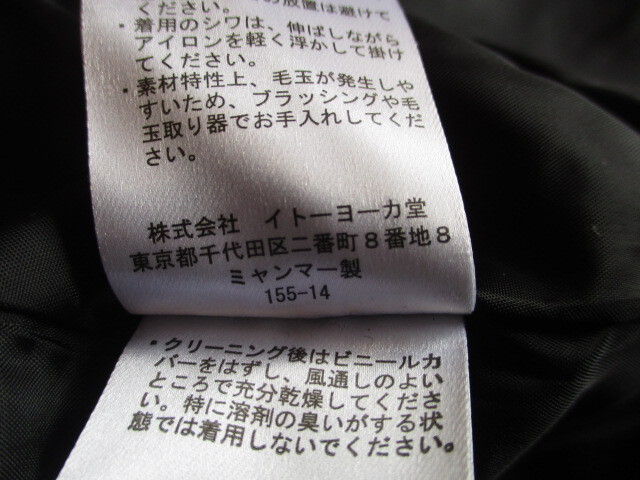 の放置は避けて
ください。
・着用のシワは、伸ばしながら
アイロンを軽く浮かして掛け
てください。
・素材特性上、毛玉が発生しや
すいため、ブラッシングや毛
玉取り器でお手入れしてくだ
さい。
株式会社 イトーヨーカ堂
東京都千代田区二番町8番地8
ミャンマー製
155-14
・クリーニング後はビニールカ
バーをはずし、風通しのよい
ところで充分乾燥してくださ
い。特に溶剤の臭いがする状
態では着用しないでください。